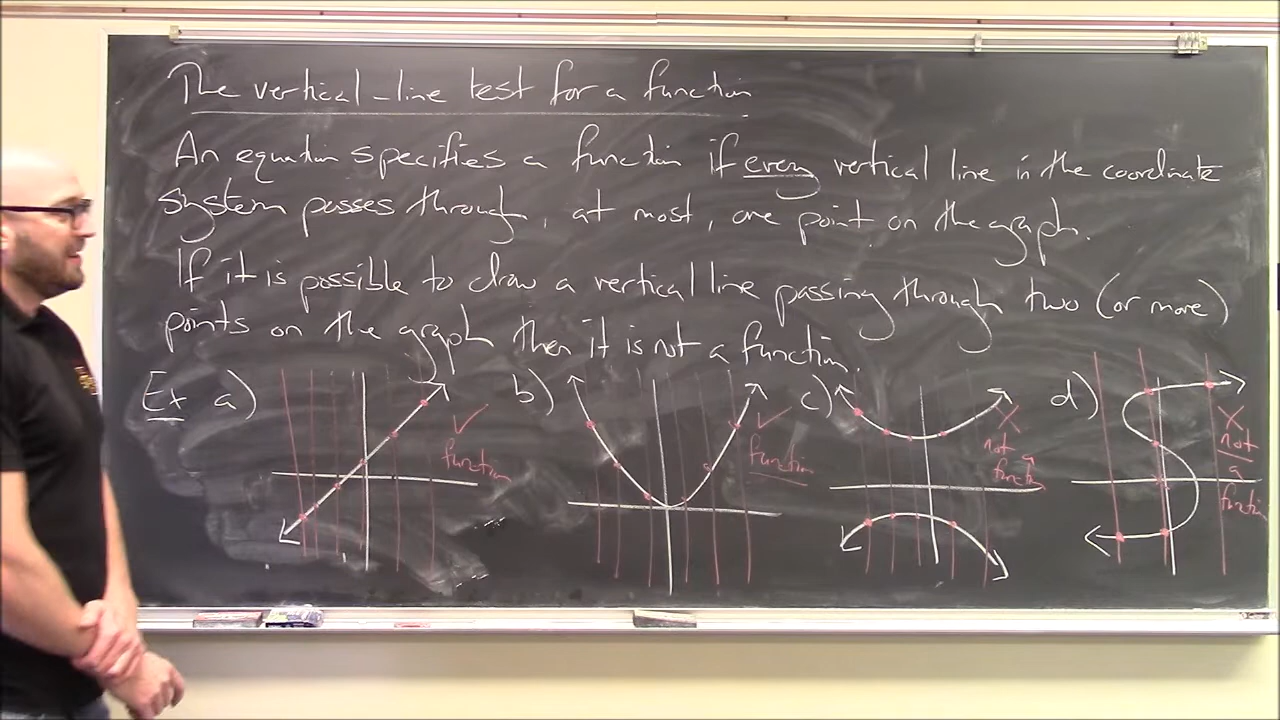 The vertical-line test for a function
An equation specifies a function if every vertical line in the coordinate
system passes through, at most, one point on the graph.
If it is possible to draw a vertical line passing through two (or more)
points on the graph then it is not a function.
Ex a) b) c) d)
✓ function
✓ function
X not a function
X not a function